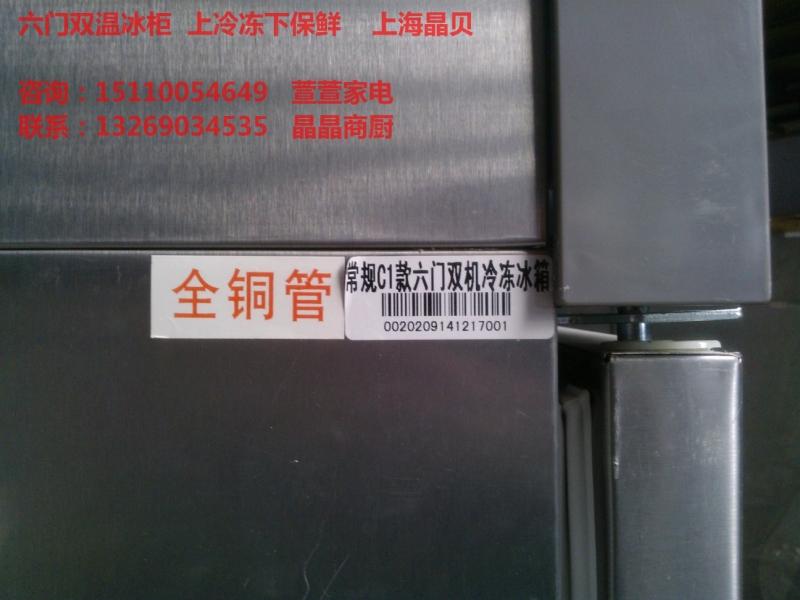 六门双温冰柜 上冷冻下保鲜 上海晶贝
咨询：15110054649 萱萱家电
联系：13269034535 晶晶商厨
全铜管
常规C1款六门双机冷冻冰箱
0020209141217001